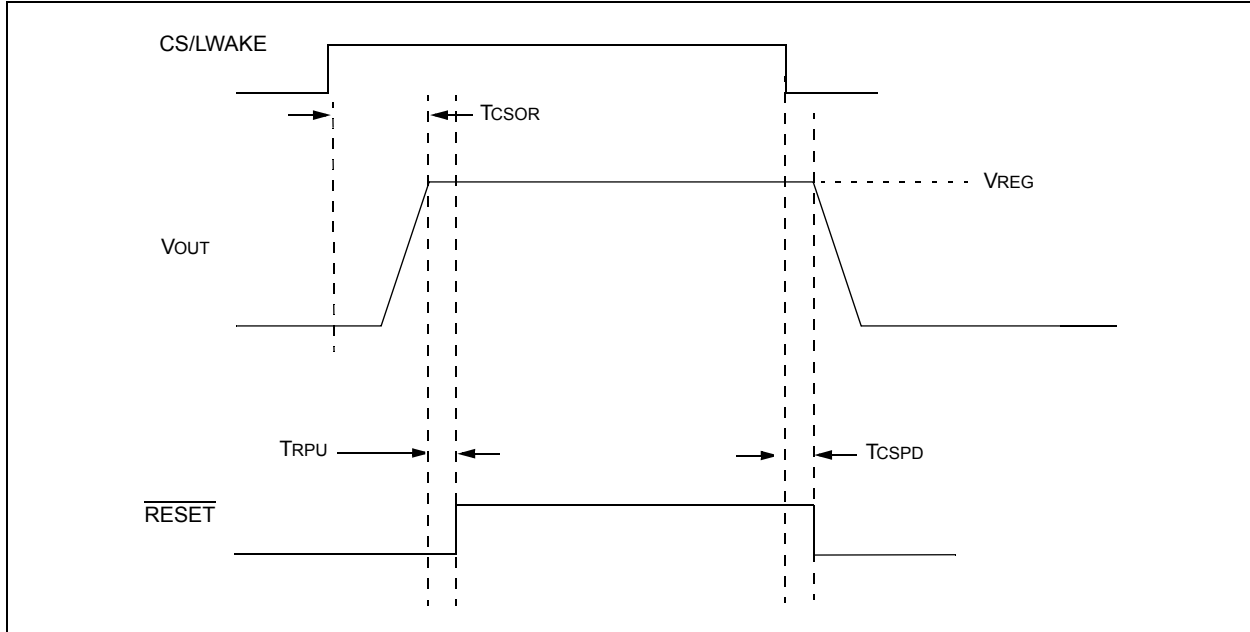 CS/LWAKE
TCSOR
VREG
VOUT
TRPU
TCSPD
RESET